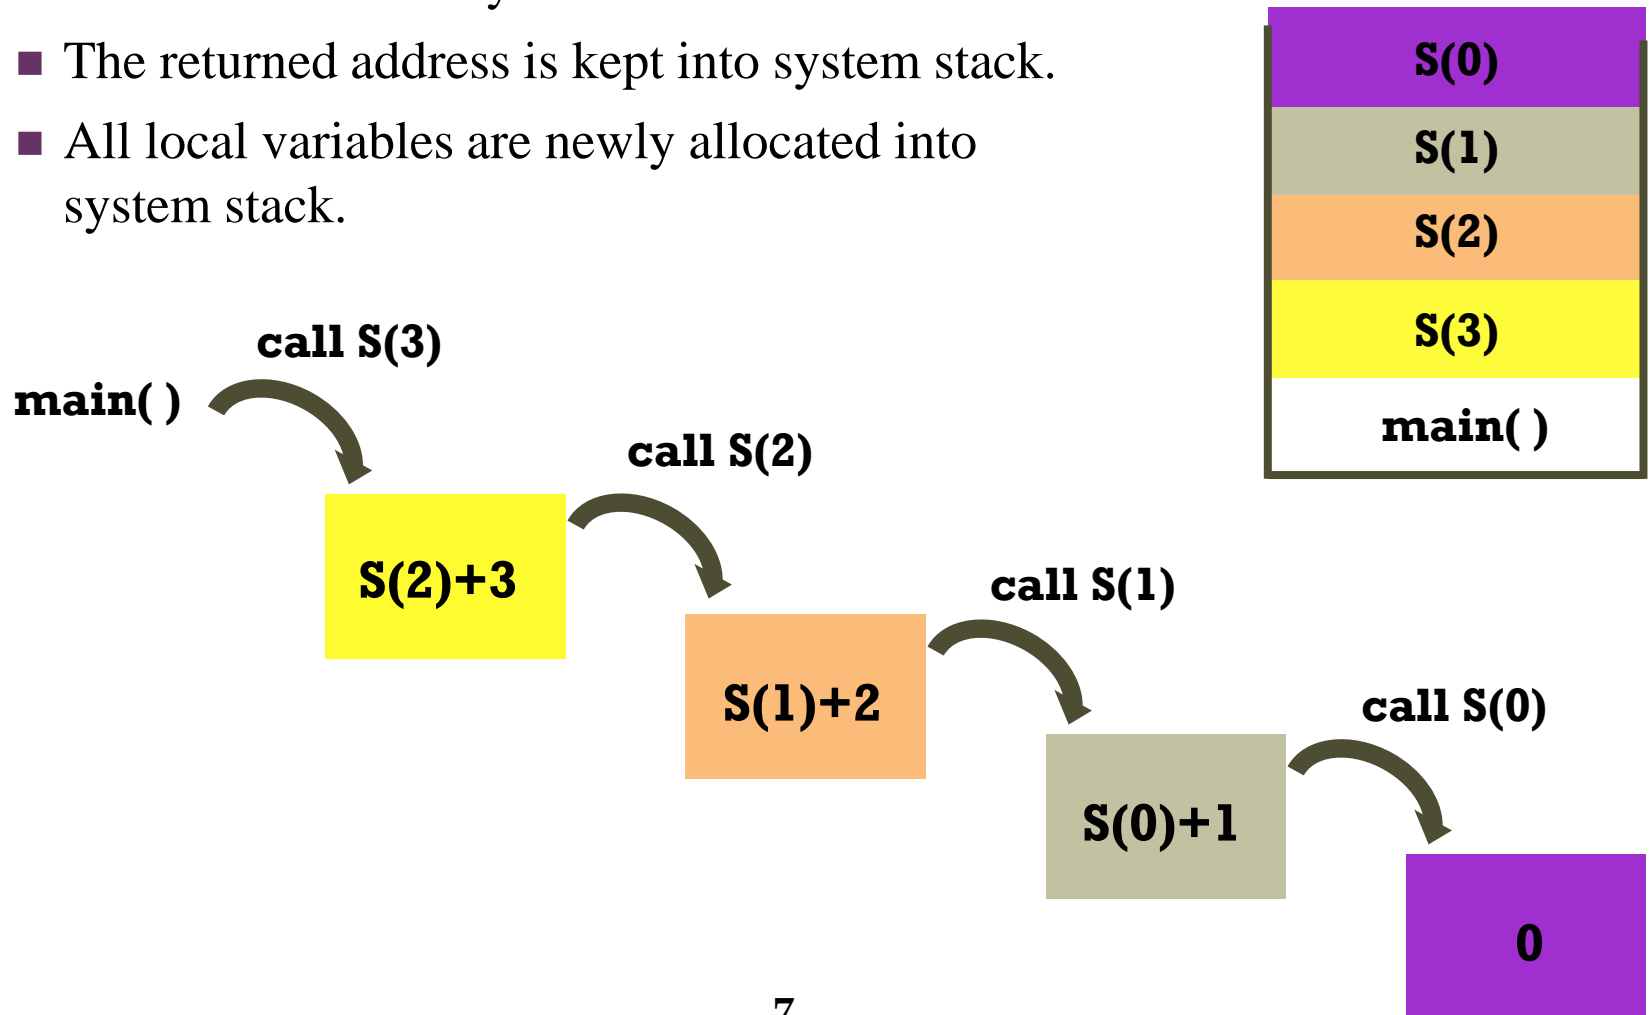 The returned address is kept into system stack.
All local variables are newly allocated into
system stack.
S(0)
S(1)
S(2)
S(3)
main( )
call S(3)
main( )
call S(2)
S(2)+3
call S(1)
S(1)+2
call S(0)
S(0)+1
0
7